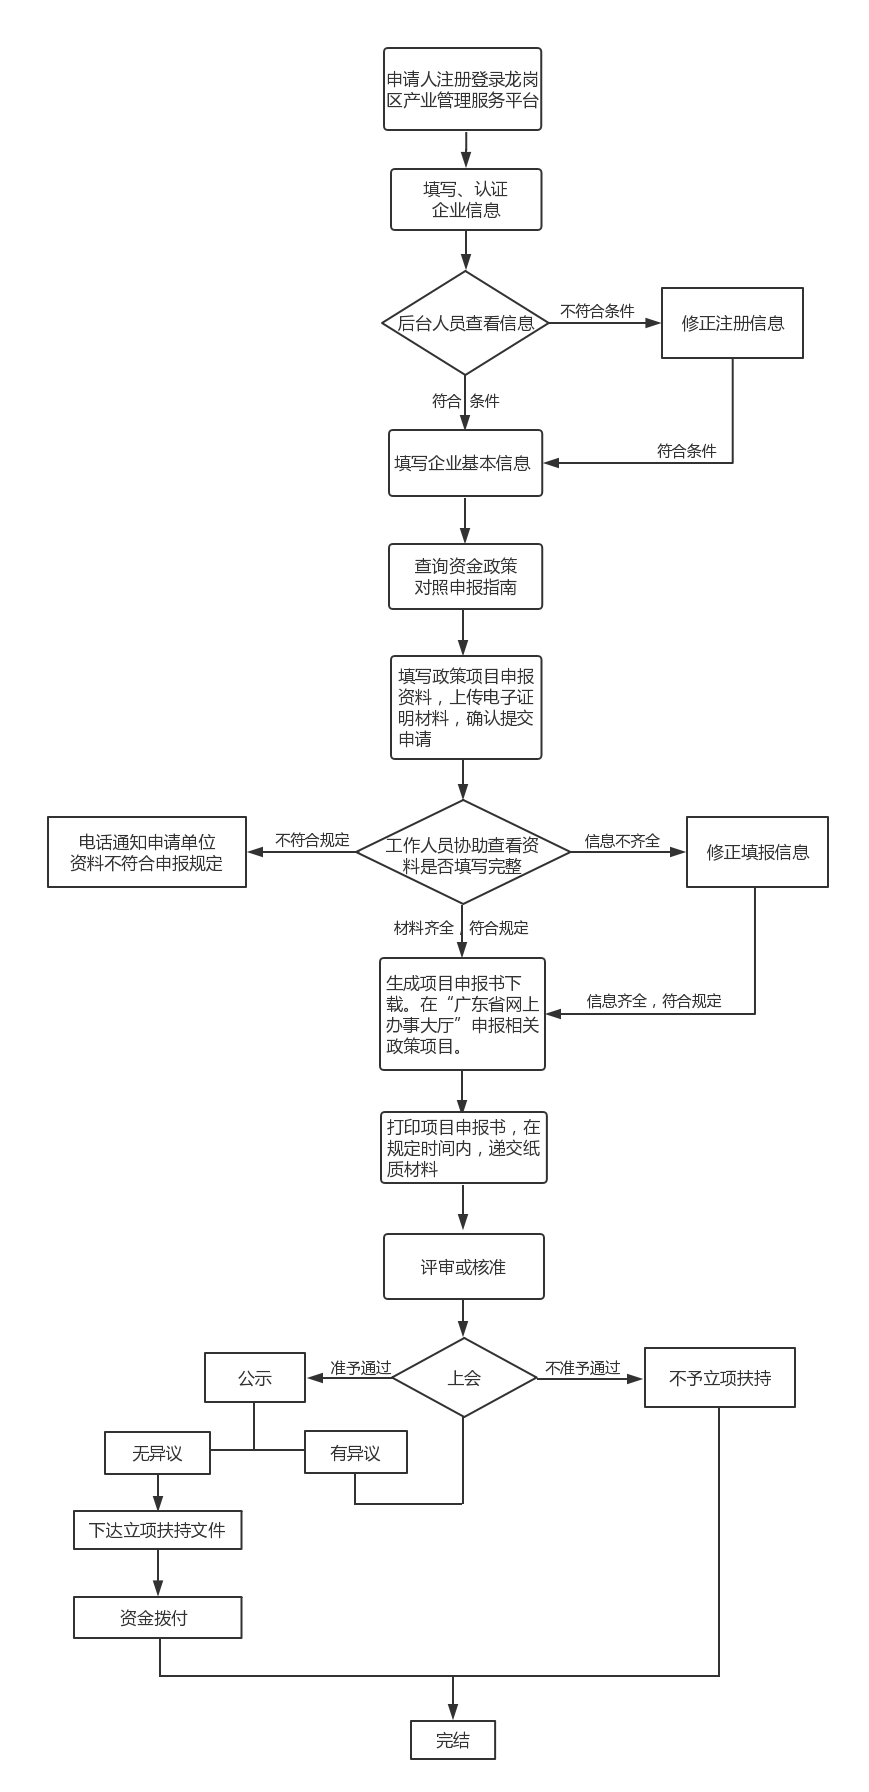 申请人注册登录龙岗
区产业管理服务平台
填写、认证
企业信息
后台人员查看信息
不符合条件
修正注册信息
符合 条件
符合条件
填写企业基本信息
查询资金政策
对照申报指南
填写政策项目申报
资料，上传电子证
明材料，确认提交
申请
电话通知申请单位
资料不符合申报规定
不符合规定
工作人员协助查看资
料是否填写完整
信息不齐全
修正填报信息
材料齐全，符合规定
信息齐全，符合规定
生成项目申报书下
载。在“广东省网上
办事大厅”申报相关
政策项目。
打印项目申报书，在
规定时间内，递交纸
质材料
评审或核准
公示
准予通过
上会
不准予通过
不予立项扶持
无异议
有异议
下达立项扶持文件
资金拨付
完结